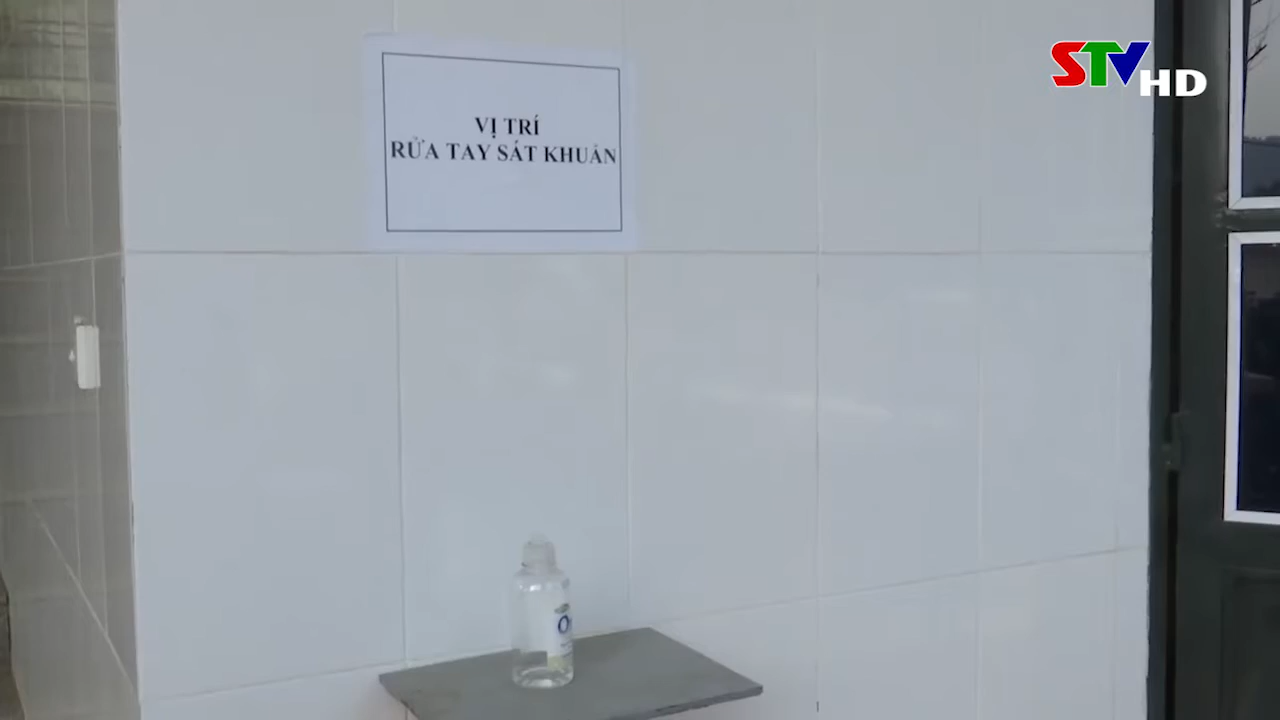 STV HD
VỊ TRÍ
RỬA TAY SÁT KHUẨN